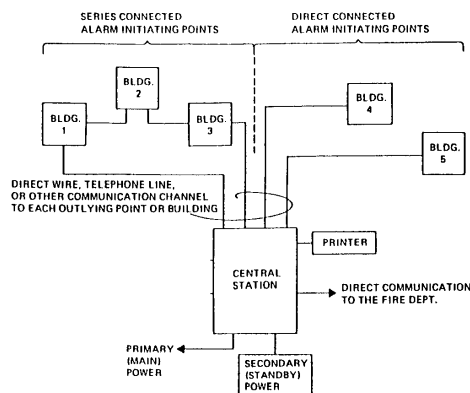 SERIES CONNECTED
ALARM INITIATING POINTS
DIRECT CONNECTED
ALARM INITIATING POINTS
BLDG.
2
BLDG.
1
BLDG.
3
BLDG.
4
BLDG.
5
DIRECT WIRE, TELEPHONE LINE,
OR OTHER COMMUNICATION CHANNEL
TO EACH OUTLYING POINT OR BUILDING
CENTRAL
STATION
PRINTER
DIRECT COMMUNICATION
TO THE FIRE DEPT.
PRIMARY
(MAIN)
POWER
SECONDARY
(STANDBY)
POWER